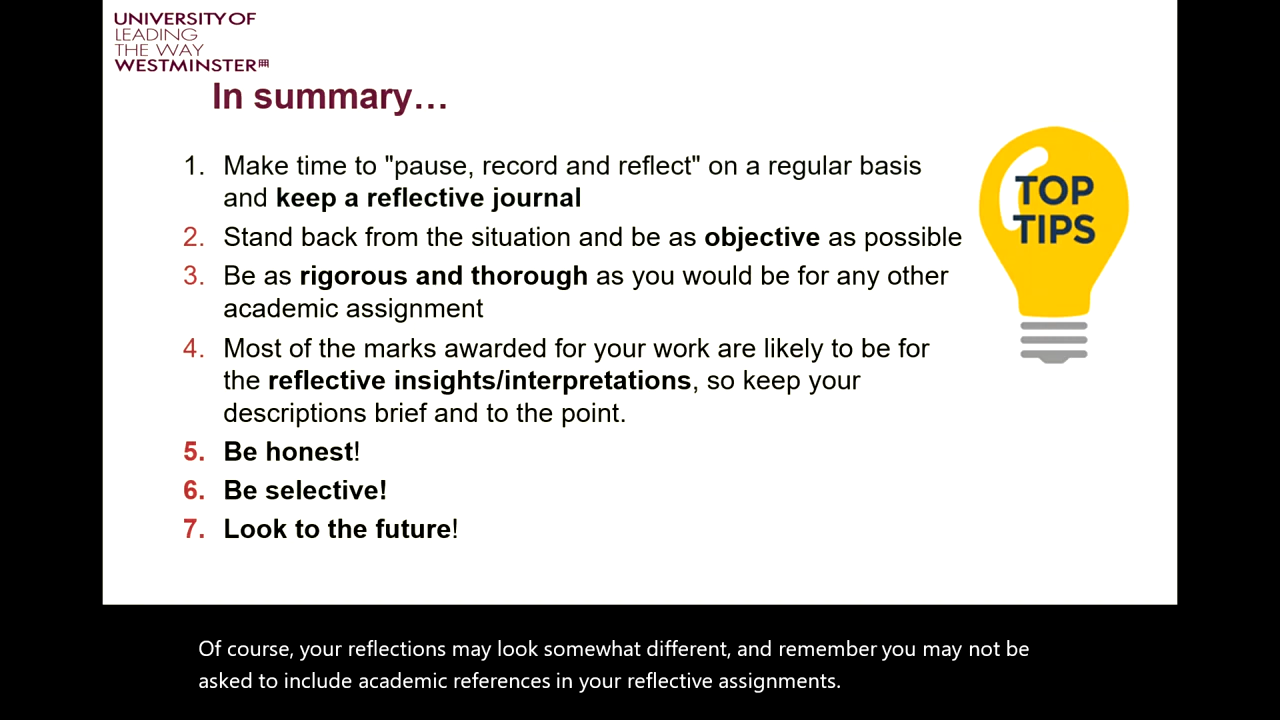 UNIVERSITY OF
LEADING
THE WAY
WESTMINSTER
In summary…
1. Make time to "pause, record and reflect" on a regular basis
and keep a reflective journal
2. Stand back from the situation and be as objective as possible
3. Be as rigorous and thorough as you would be for any other
academic assignment
4. Most of the marks awarded for your work are likely to be for
the reflective insights/interpretations, so keep your
descriptions brief and to the point.
5. Be honest!
6. Be selective!
7. Look to the future!
TOP
TIPS
Of course, your reflections may look somewhat different, and remember you may not be
asked to include academic references in your reflective assignments.